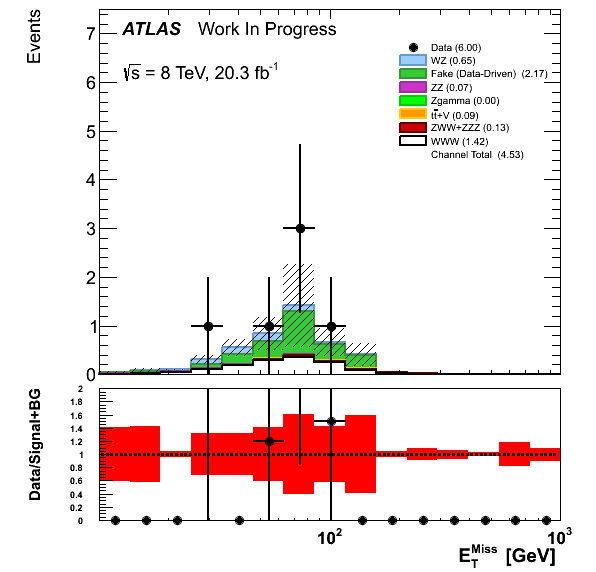 Events
7
6
5
4
3
2
1
0
ATLAS Work In Progress
√s = 8 TeV, 20.3 fb⁻¹
Data (6.00)
WZ (0.65)
Fake (Data-Driven) (2.17)
ZZ (0.07)
Zgamma (0.00)
tt̄+V (0.09)
ZWW+ZZZ (0.13)
WWW (1.42)
Channel Total (4.53)
Data/Signal+BG
2
1.8
1.6
1.4
1.2
1
0.8
0.6
0.4
0.2
0
10²
10³
E_T^Miss [GeV]